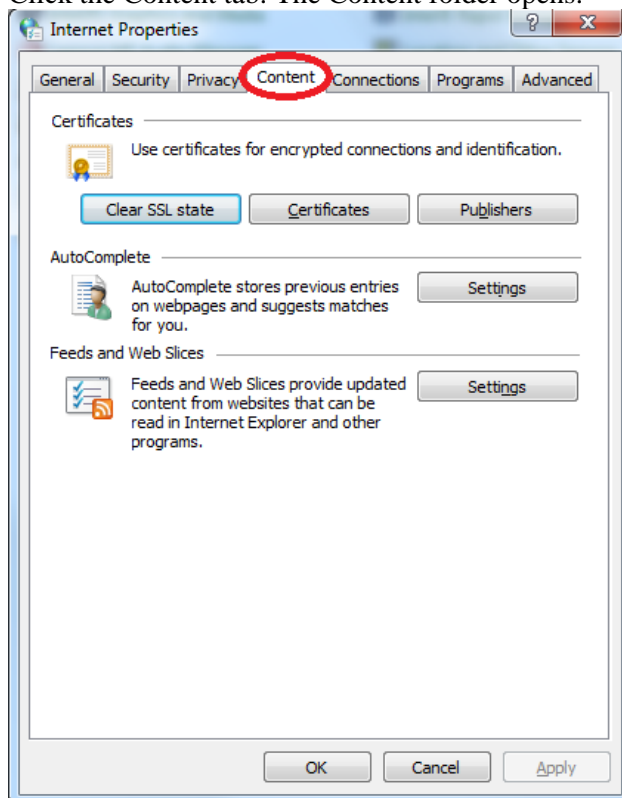 Click the Content tab. The Content folder opens.
Internet Properties
General Security Privacy Content Connections Programs Advanced
Certificates
Use certificates for encrypted connections and identification.
Clear SSL state Certificates Publishers
AutoComplete
AutoComplete stores previous entries
on webpages and suggests matches
for you.
Settings
Feeds and Web Slices
Feeds and Web Slices provide updated
content from websites that can be
read in Internet Explorer and other
programs.
Settings
OK Cancel Apply